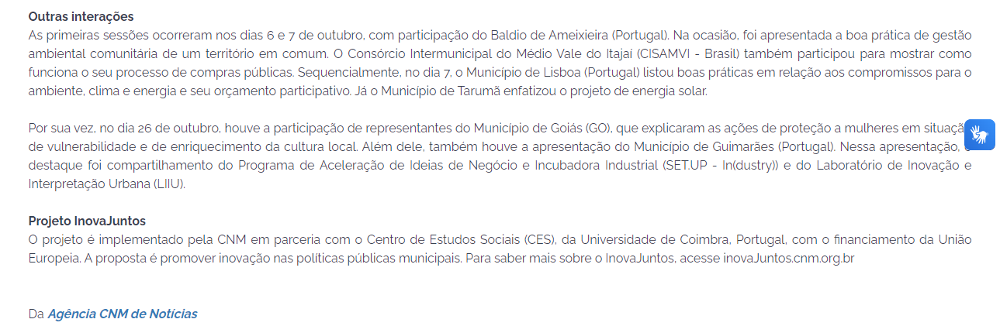 Outras interações
As primeiras sessões ocorreram nos dias 6 e 7 de outubro, com participação do Baldio de Ameixieira (Portugal). Na ocasião, foi apresentada a boa prática de gestão
ambiental comunitária de um território em comum. O Consórcio Intermunicipal do Médio Vale do Itajaí (CISAMVI - Brasil) também participou para mostrar como
funciona o seu processo de compras públicas. Sequencialmente, no dia 7, o Município de Lisboa (Portugal) listou boas práticas em relação aos compromissos para o
ambiente, clima e energia e seu orçamento participativo. Já o Município de Tarumã enfatizou o projeto de energia solar.
Por sua vez, no dia 26 de outubro, houve a participação de representantes do Município de Goiás (GO), que explicaram as ações de proteção a mulheres em
de vulnerabilidade e de enriquecimento da cultura local. Além dele, também houve a apresentação do Município de Guimarães (Portugal). Nessa apresentação,
destaque foi compartilhamento do Programa de Aceleração de Ideias de Negócio e Incubadora Industrial (SET.UP - In(dustry)) e do Laboratório de Inovação e
Interpretação Urbana (LIIU).
Projeto InovaJuntos
O projeto é implementado pela CNM em parceria com o Centro de Estudos Sociais (CES), da Universidade de Coimbra, Portugal, com o financiamento da União
Europeia. A proposta é promover inovação nas políticas públicas municipais. Para saber mais sobre o InovaJuntos, acesse inovaJuntos.cnm.org.br
Da Agência CNM de Notícias